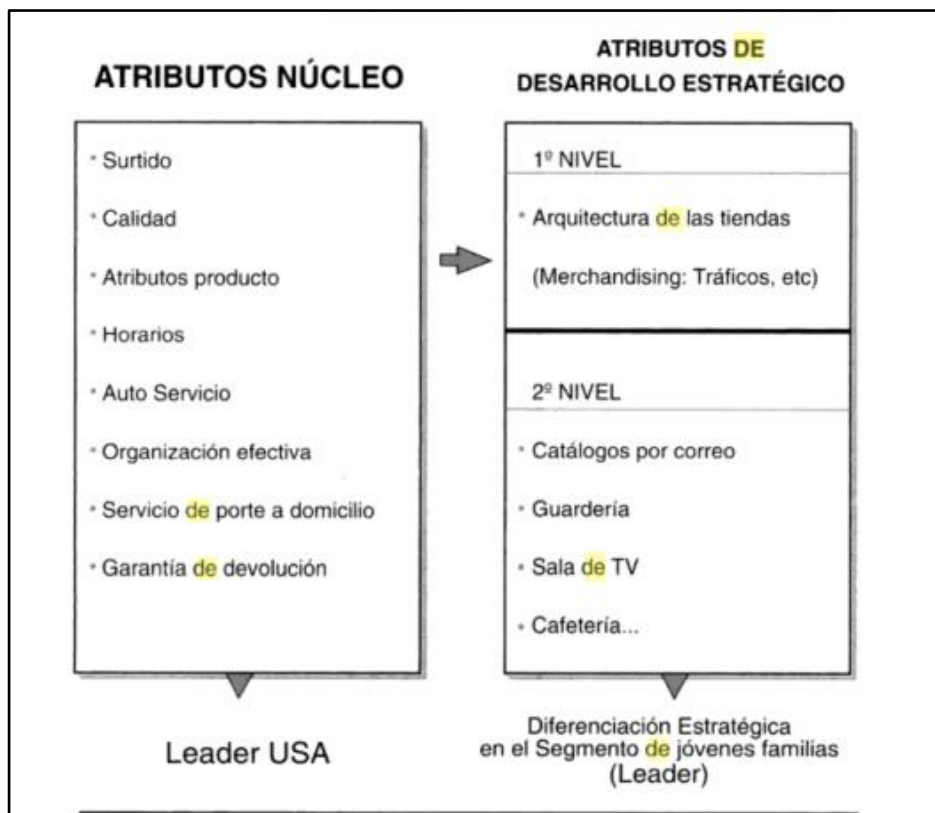 ATRIBUTOS NÚCLEO
• Surtido
• Calidad
• Atributos producto
• Horarios
• Auto Servicio
• Organización efectiva
• Servicio de porte a domicilio
• Garantía de devolución
Leader USA
ATRIBUTOS DE
DESARROLLO ESTRATÉGICO
1º NIVEL
• Arquitectura de las tiendas
(Merchandising: Tráficos, etc)
2º NIVEL
• Catálogos por correo
• Guardería
• Sala de TV
• Cafetería...
Diferenciación Estratégica
en el Segmento de jóvenes familias
(Leader)